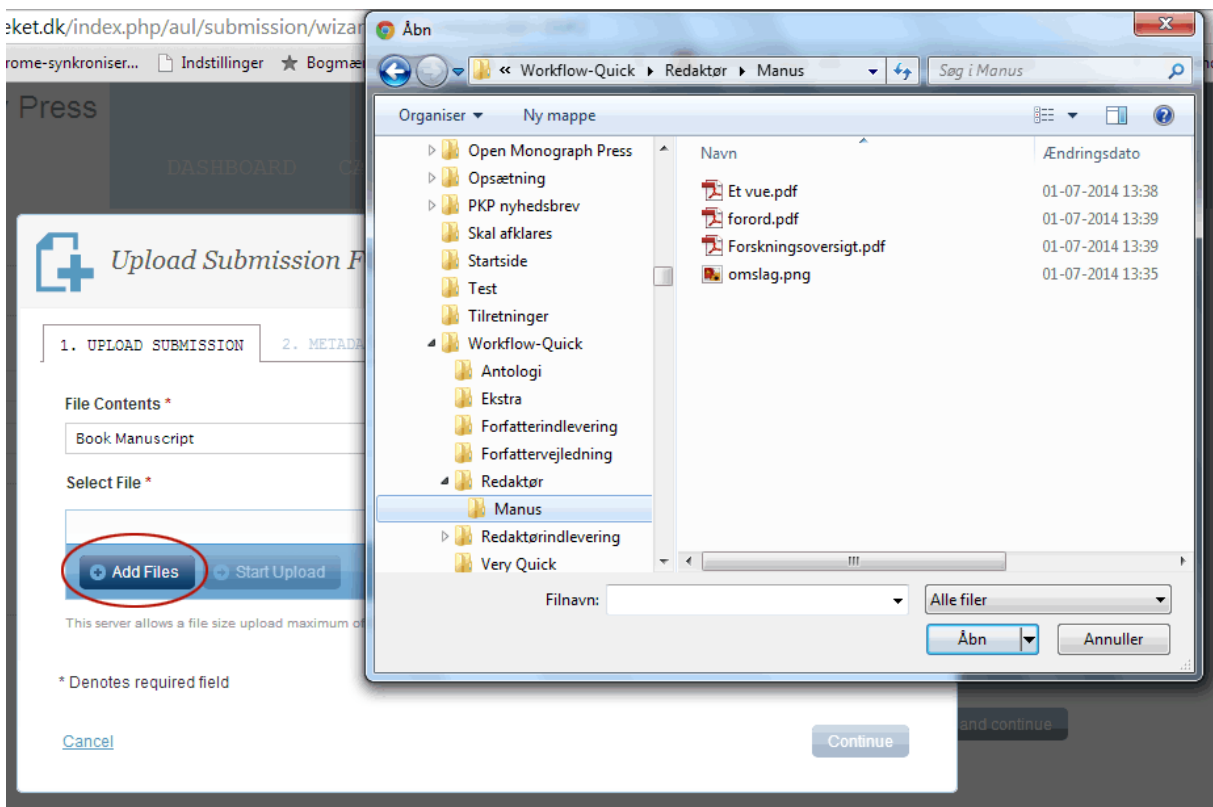 eket.dk/index.php/aul/submission/wizar
rome-synkroniser... Indstillinger Bogmær
Press
DASHBOARD CA
Upload Submission F
1. UPLOAD SUBMISSION 2. METADA
File Contents *
Book Manuscript
Select File *
Add Files Start Upload
This server allows a file size upload maximum of
* Denotes required field
Cancel Continue
and continue
Åbn
« Workflow-Quick Redaktør Manus Søg i Manus
Organiser Ny mappe
Open Monograph Press
Opsætning
PKP nyhedsbrev
Skal afklares
Startside
Test
Tilretninger
Workflow-Quick
Antologi
Ekstra
Forfatterindlevering
Forfattervejledning
Redaktør
Manus
Redaktørindlevering
Very Quick
Navn Ændringsdato
Et vue.pdf 01-07-2014 13:38
forord.pdf 01-07-2014 13:39
Forskningsoversigt.pdf 01-07-2014 13:39
omslag.png 01-07-2014 13:35
Filnavn: Alle filer
Åbn Annuller